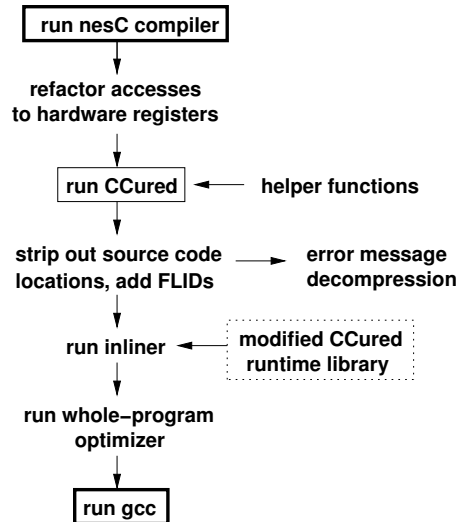 run nesC compiler
refactor accesses
to hardware registers
run CCured
helper functions
strip out source code
locations, add FLIDs
error message
decompression
run inliner
modified CCured
runtime library
run whole−program
optimizer
run gcc